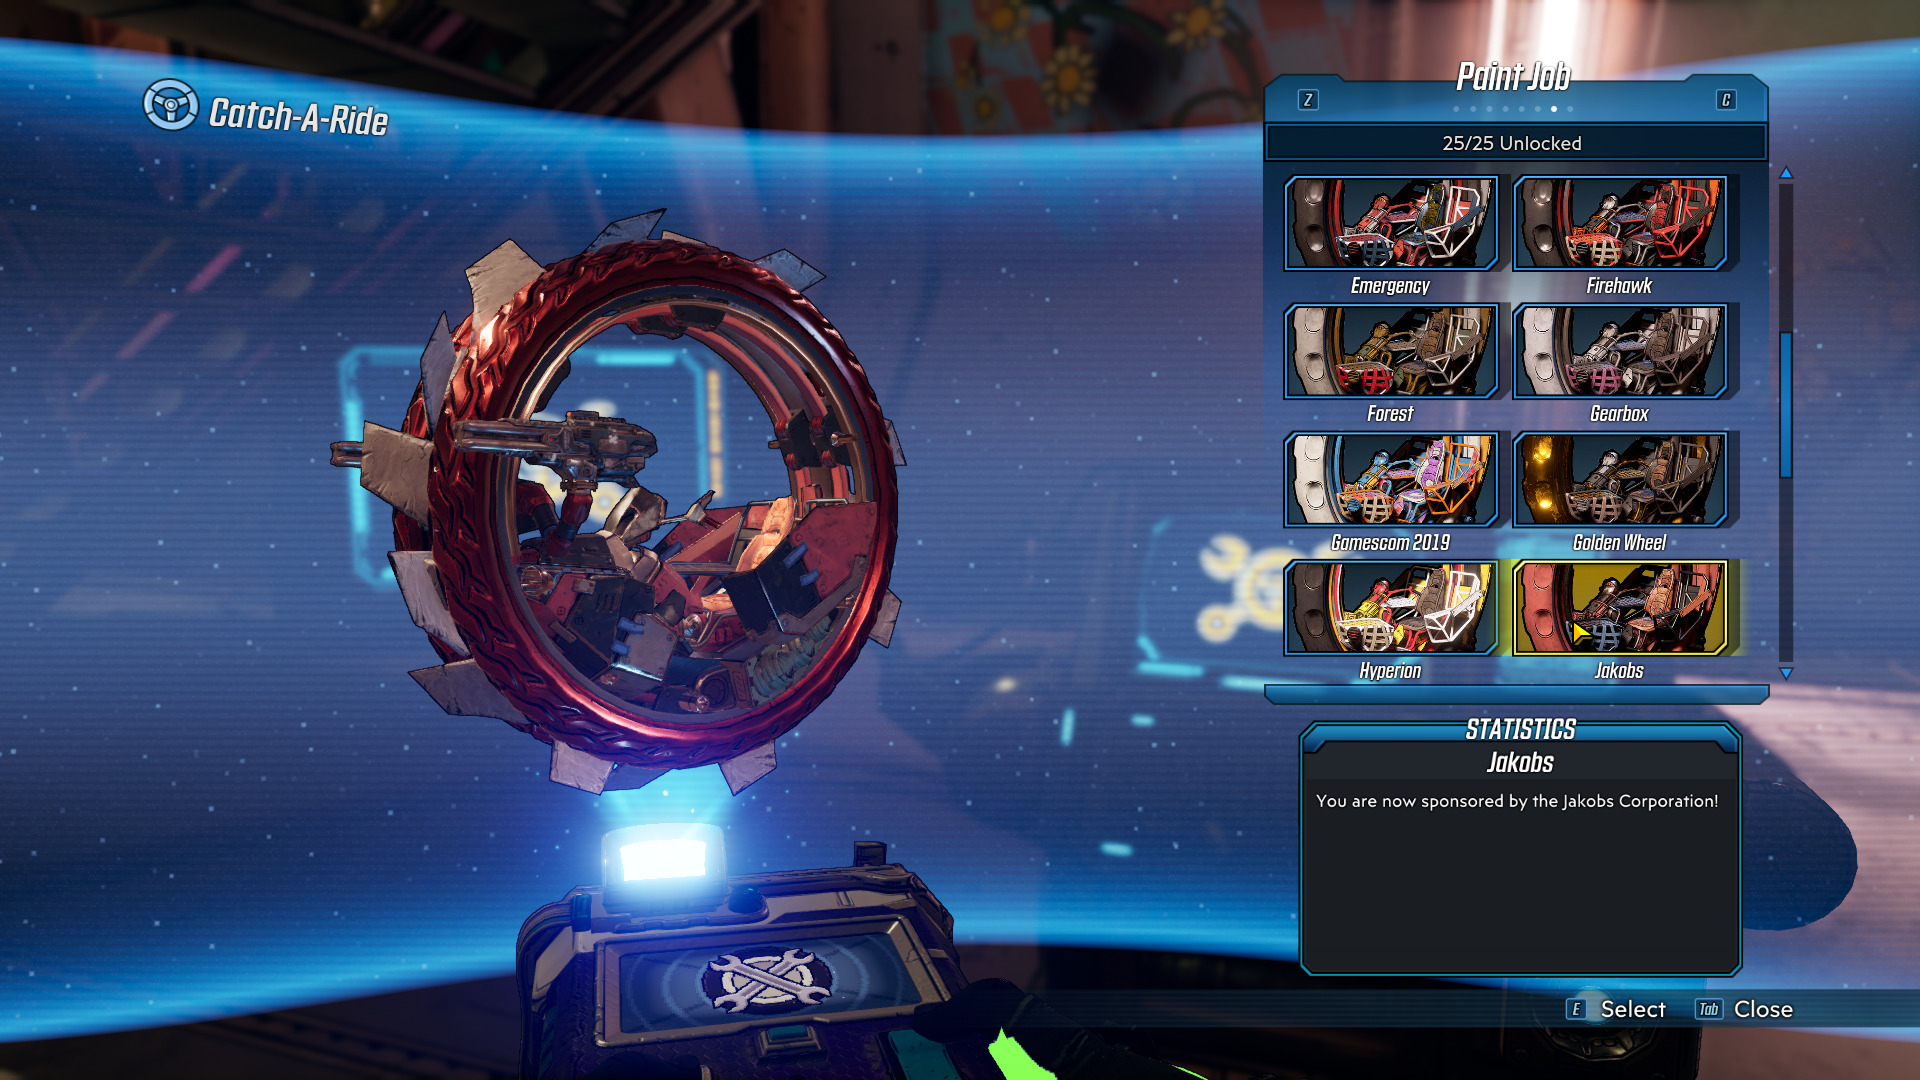 Catch-A-Ride
Paint Job
Z
C
25/25 Unlocked
Emergency
Firehawk
Forest
Gearbox
Gamescom 2019
Golden Wheel
Hyperion
Jakobs
STATISTICS
Jakobs
You are now sponsored by the Jakobs Corporation!
E Select Tab Close